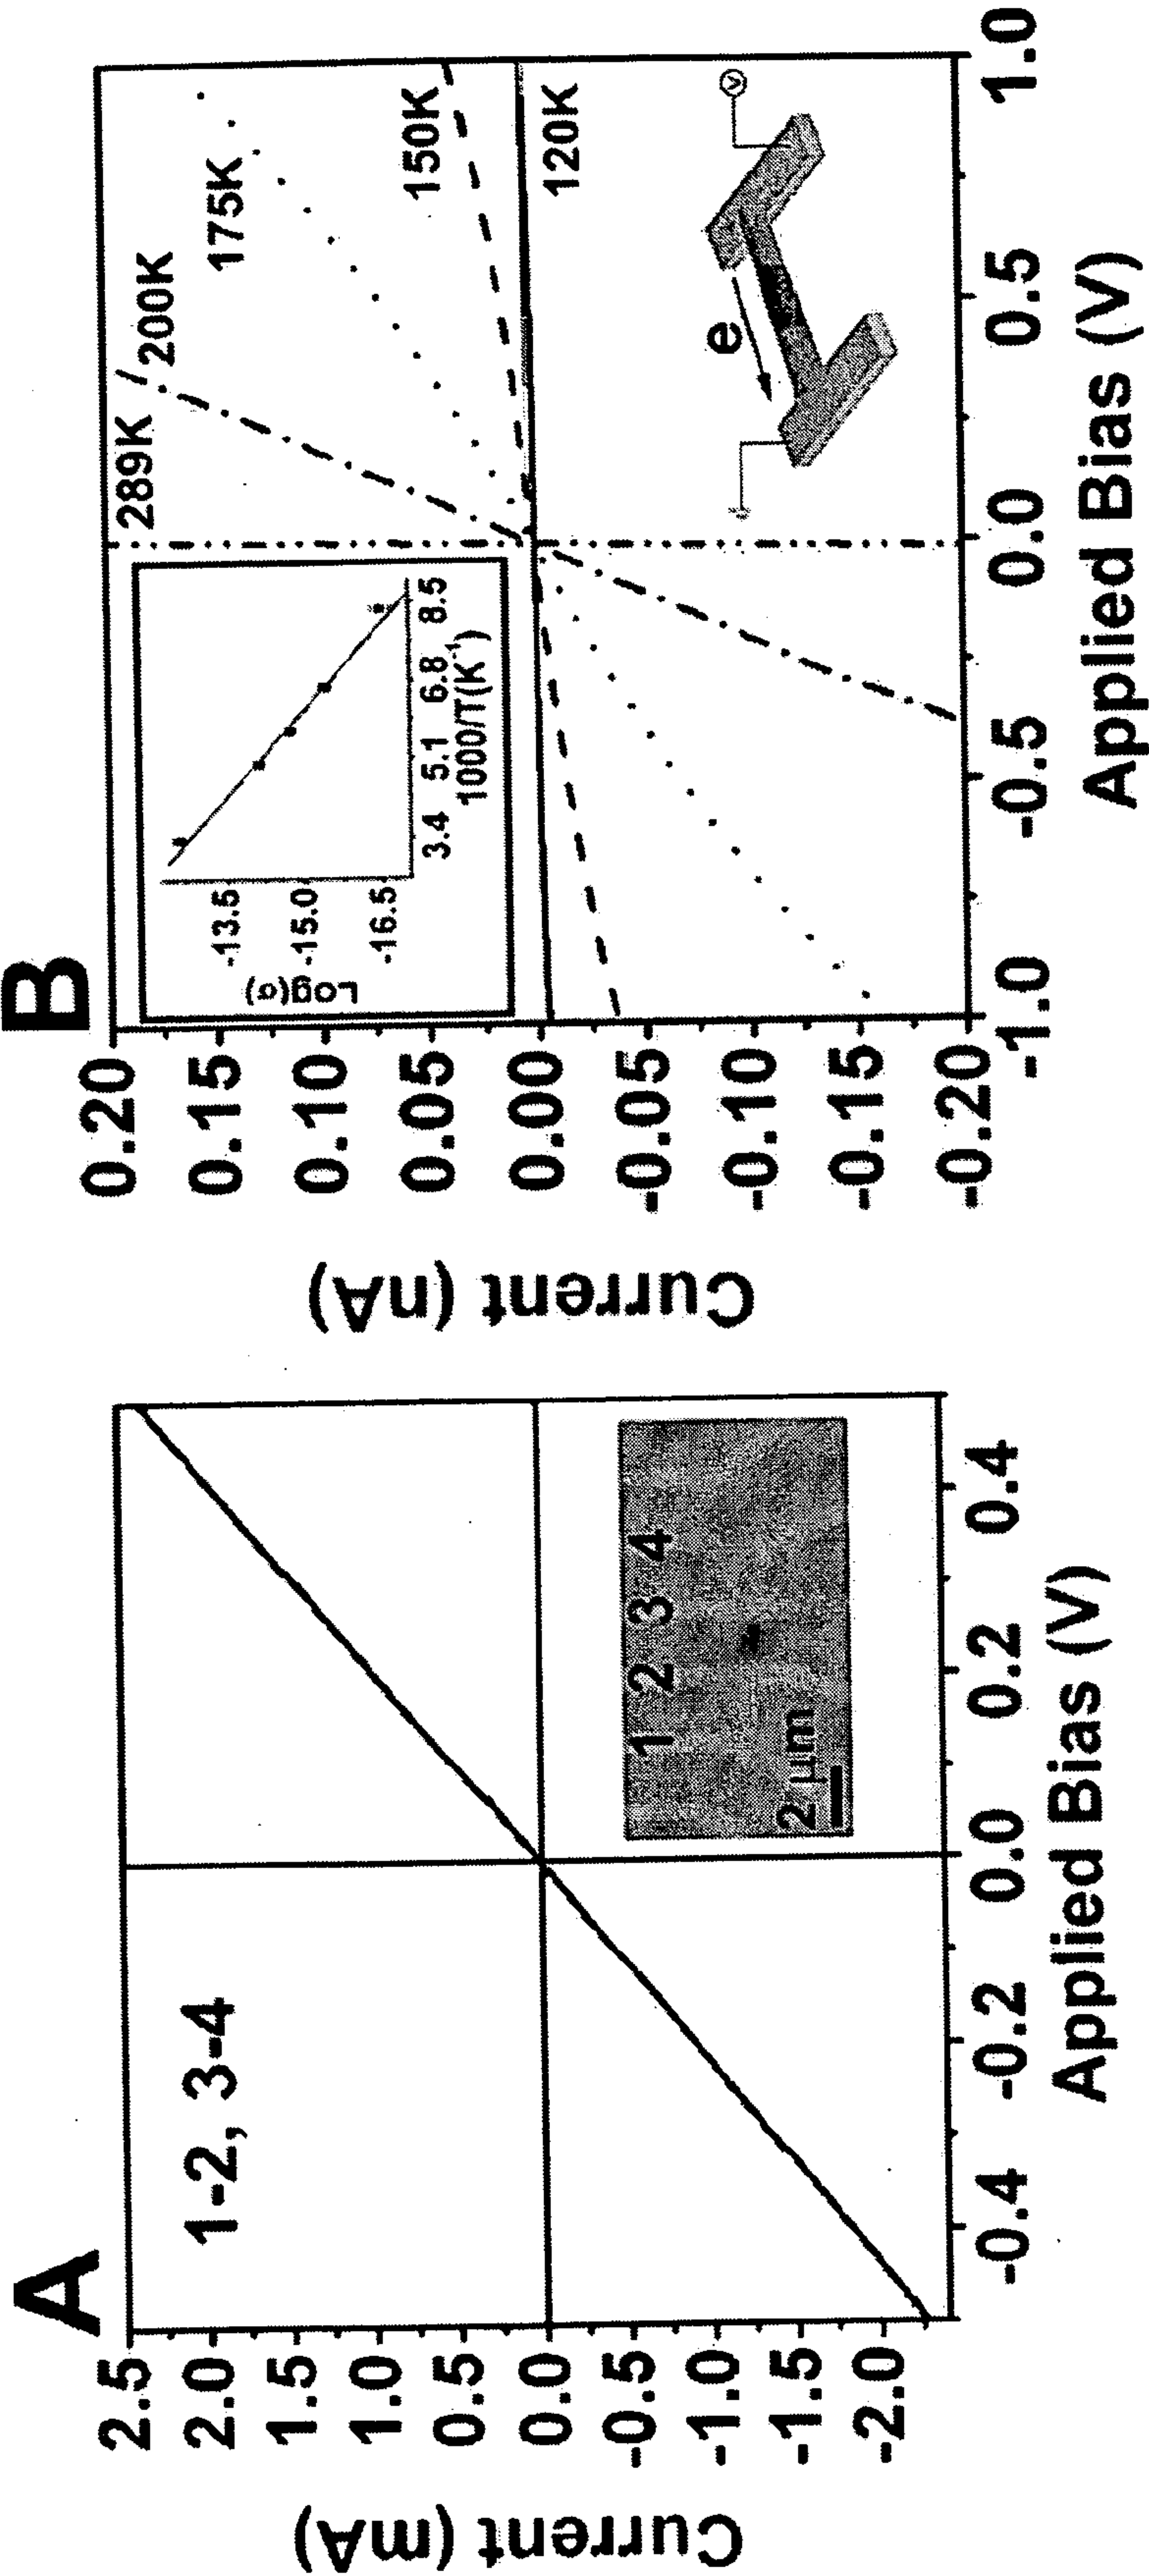 A
1-2, 3-4
2.5
2.0
1.5
1.0
0.5
0.0
-0.5
-1.0
-1.5
-2.0
Current (mA)
-0.4 -0.2 0.0 0.2 0.4
Applied Bias (V)
1 2 3 4
2 μm
B
0.20
0.15
0.10
0.05
0.00
-0.05
-0.10
-0.15
-0.20
Current (nA)
-1.0 -0.5 0.0 0.5 1.0
Applied Bias (V)
289K
200K
175K
150K
120K
-13.5
-15.0
-16.5
Log(σ)
3.4 5.1 6.8 8.5
1000/T(K⁻¹)
e
V